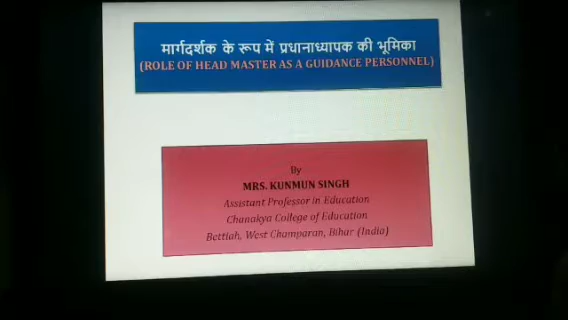 मार्गदर्शक के रूप में प्रधानाध्यापक की भूमिका
(ROLE OF HEAD MASTER AS A GUIDANCE PERSONNEL)
By
MRS. KUNMUN SINGH
Assistant Professor in Education
Chanakya College of Education
Bettiah, West Champaran, Bihar (India)